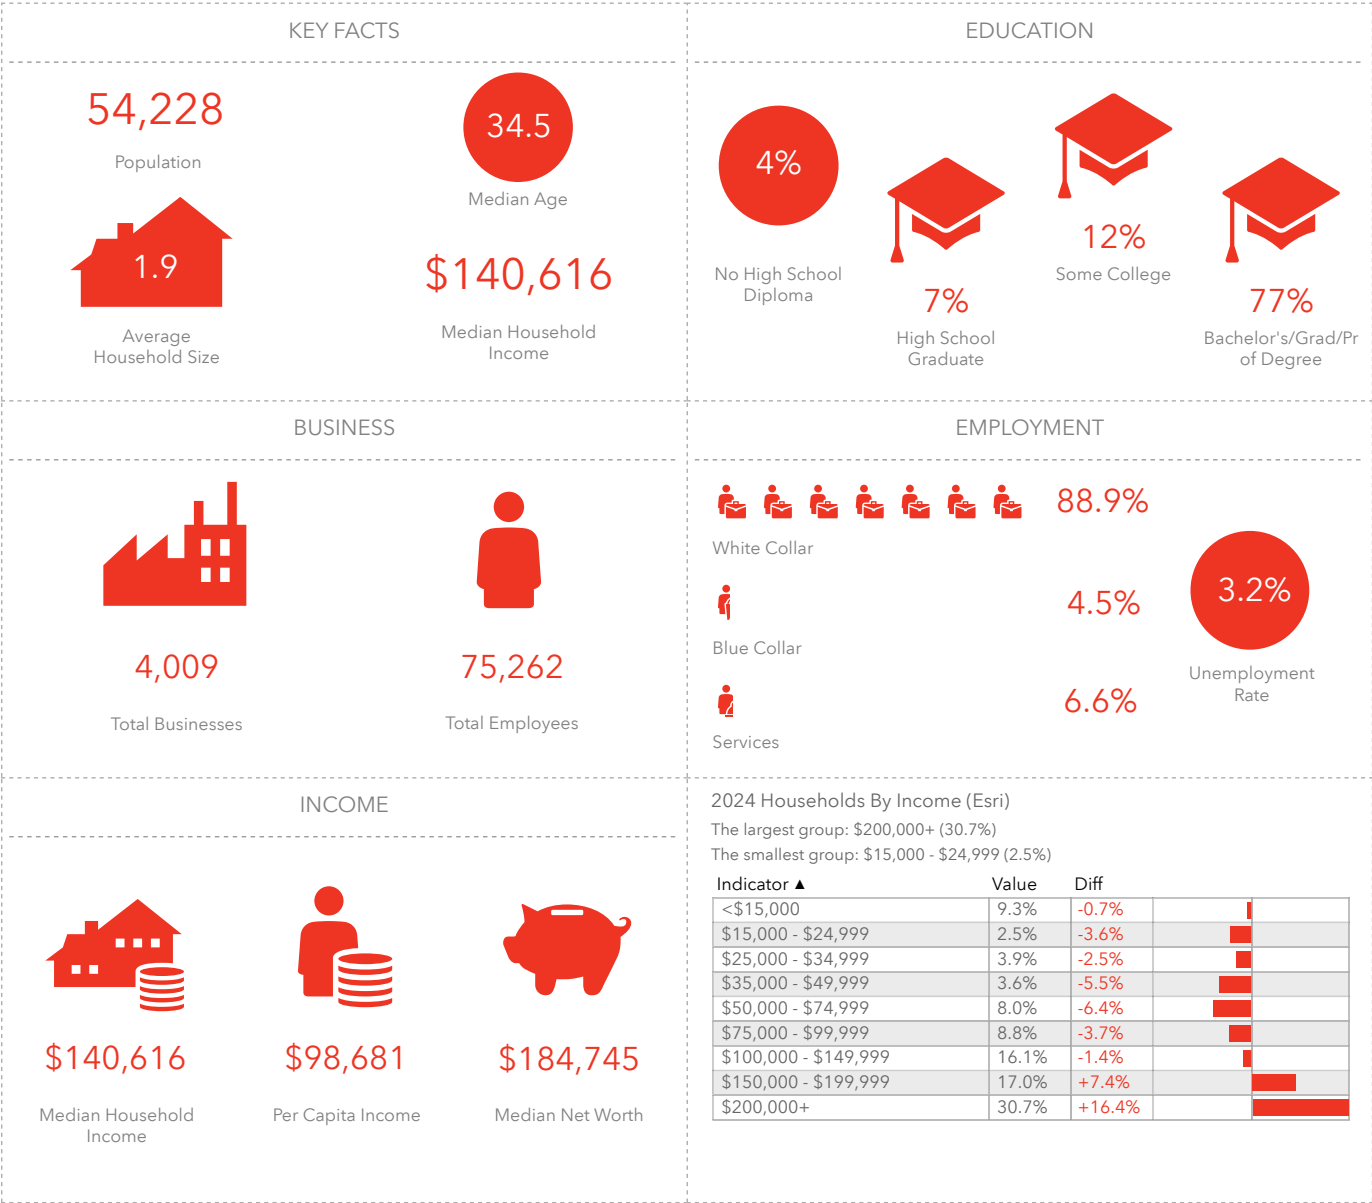 KEY FACTS
54,228
Population
34.5
Median Age
1.9
Average
Household Size
$140,616
Median Household
Income
EDUCATION
4%
No High School
Diploma
7%
High School
Graduate
12%
Some College
77%
Bachelor's/Grad/Pr
of Degree
BUSINESS
4,009
Total Businesses
75,262
Total Employees
EMPLOYMENT
88.9%
White Collar
4.5%
Blue Collar
6.6%
Services
3.2%
Unemployment
Rate
INCOME
$140,616
Median Household
Income
$98,681
Per Capita Income
$184,745
Median Net Worth
2024 Households By Income (Esri)
The largest group: $200,000+ (30.7%)
The smallest group: $15,000 - $24,999 (2.5%)
Indicator ▲ Value Diff
<$15,000 9.3% -0.7%
$15,000 - $24,999 2.5% -3.6%
$25,000 - $34,999 3.9% -2.5%
$35,000 - $49,999 3.6% -5.5%
$50,000 - $74,999 8.0% -6.4%
$75,000 - $99,999 8.8% -3.7%
$100,000 - $149,999 16.1% -1.4%
$150,000 - $199,999 17.0% +7.4%
$200,000+ 30.7% +16.4%